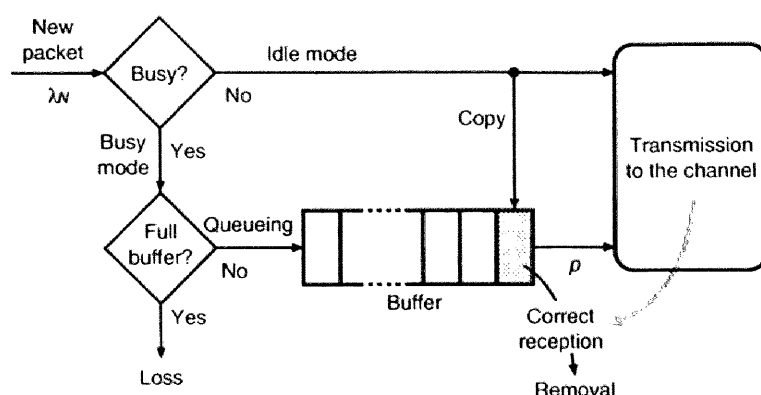 New
packet
λN
Busy?
Idle mode
No
Copy
Transmission
to the channel
Busy
mode
Yes
Full
buffer?
Queueing
No
p
Buffer
Yes
Correct
reception
Loss
Removal